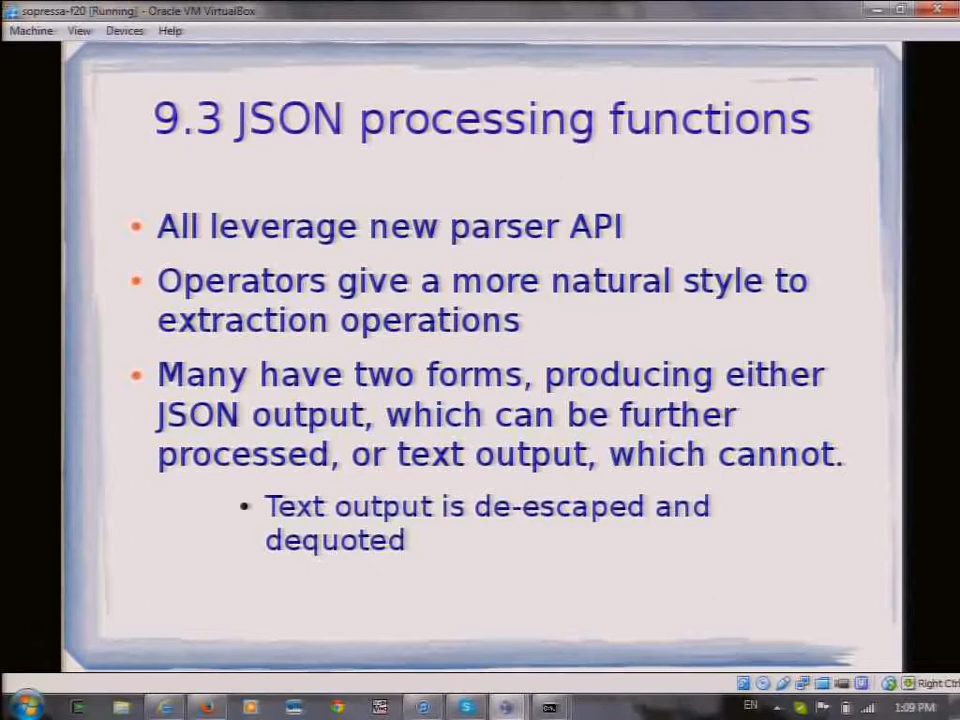 sopressa-f20 [Running] - Oracle VM VirtualBox
Machine View Devices Help
9.3 JSON processing functions
• All leverage new parser API
• Operators give a more natural style to
extraction operations
• Many have two forms, producing either
JSON output, which can be further
processed, or text output, which cannot.
• Text output is de-escaped and
dequoted
Right Ctrl
EN
1:09 PM